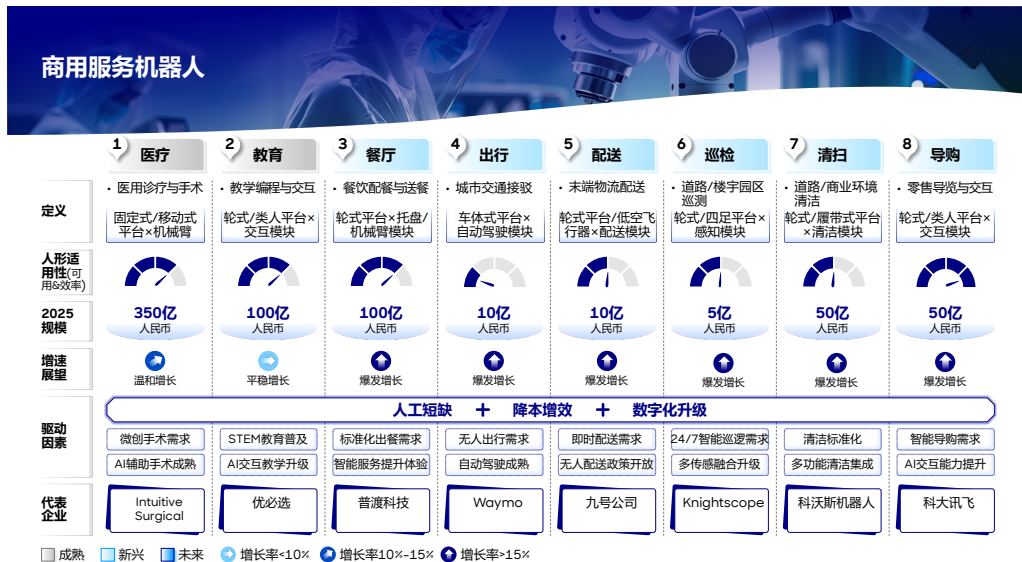 商用服务机器人
1 医疗
2 教育
3 餐厅
4 出行
5 配送
6 巡检
7 清扫
8 导购
定义
· 医用诊疗与手术
固定式/移动式
平台×机械臂
· 教学编程与交互
轮式/类人平台×
交互模块
· 餐饮配餐与送餐
轮式平台×托盘/
机械臂模块
· 城市交通接驳
车体式平台×
自动驾驶模块
· 末端物流配送
轮式平台/低空飞
行器×配送模块
· 道路/楼宇园区
巡测
轮式/四足平台×
感知模块
· 道路/商业环境
清洁
轮式/履带式平台
×清洁模块
· 零售导览与交互
轮式/类人平台×
交互模块
人形适
用性(可
用&效率)
2025
规模
350亿
人民币
100亿
人民币
100亿
人民币
10亿
人民币
10亿
人民币
5亿
人民币
50亿
人民币
50亿
人民币
增速
展望
温和增长
平稳增长
爆发增长
爆发增长
爆发增长
爆发增长
爆发增长
爆发增长
驱动
因素
人工短缺 + 降本增效 + 数字化升级
微创手术需求
STEM教育普及
标准化出餐需求
无人出行需求
即时配送需求
24/7智能巡逻需求
清洁标准化
智能导购需求
AI辅助手术成熟
AI交互教学升级
智能服务提升体验
自动驾驶成熟
无人配送政策开放
多传感融合升级
多功能清洁集成
AI交互能力提升
代表
企业
Intuitive
Surgical
优必选
普渡科技
Waymo
九号公司
Knightscope
科沃斯机器人
科大讯飞
成熟
新兴
未来
增长率<10%
增长率10%-15%
增长率>15%